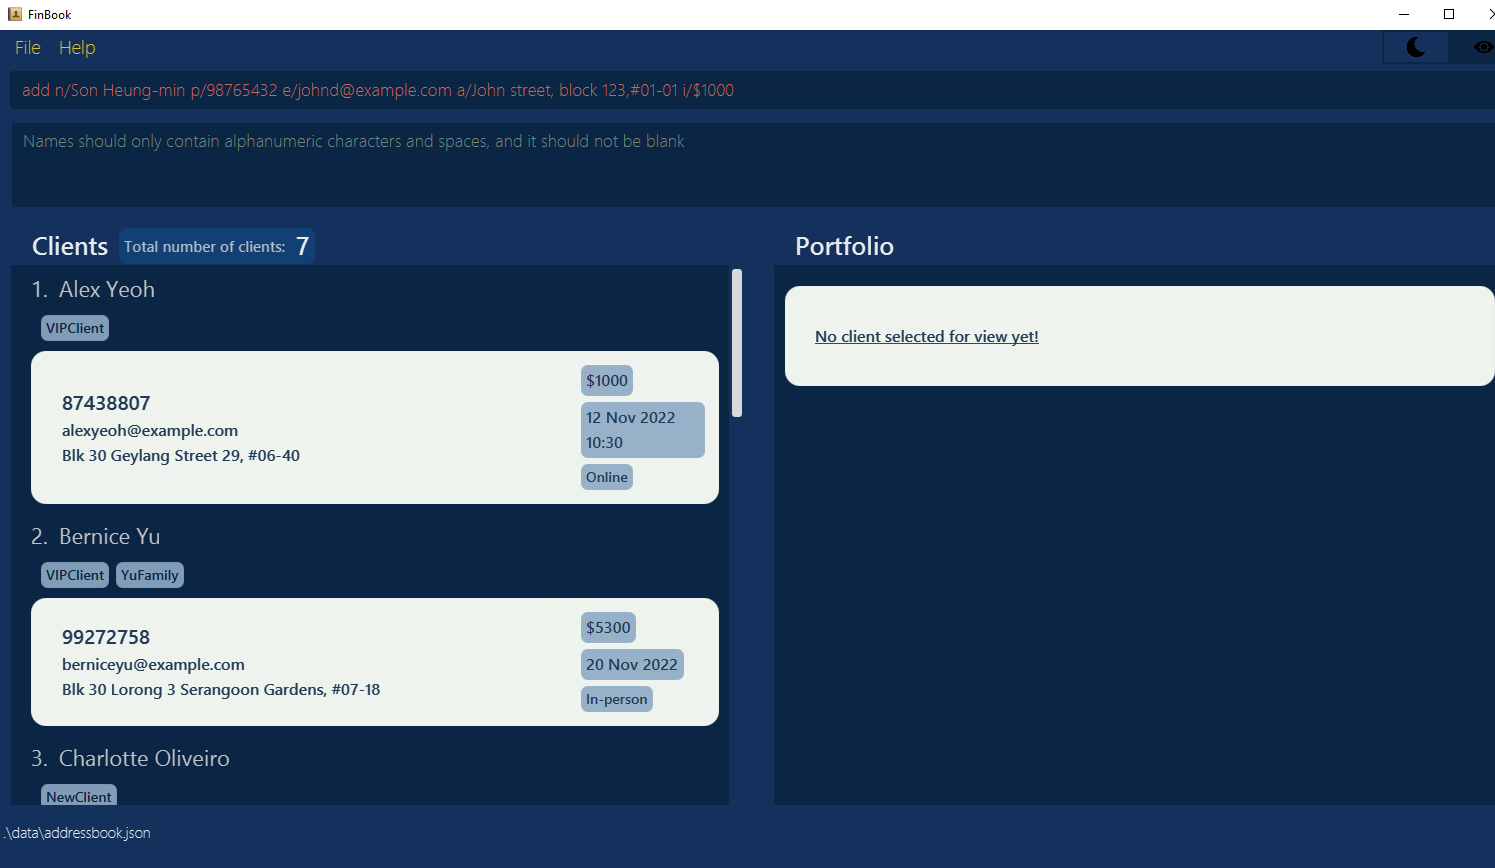 FinBook
File Help
add n/Son Heung-min p/98765432 e/johnd@example.com a/John street, block 123,#01-01 i/$1000
Names should only contain alphanumeric characters and spaces, and it should not be blank
Clients Total number of clients: 7
1. Alex Yeoh
VIPClient
87438807
alexyeoh@example.com
Blk 30 Geylang Street 29, #06-40
$1000
12 Nov 2022
10:30
Online
2. Bernice Yu
VIPClient YuFamily
99272758
berniceyu@example.com
Blk 30 Lorong 3 Serangoon Gardens, #07-18
$5300
20 Nov 2022
In-person
3. Charlotte Oliveiro
NewClient
Portfolio
No client selected for view yet!
.\data\addressbook.json